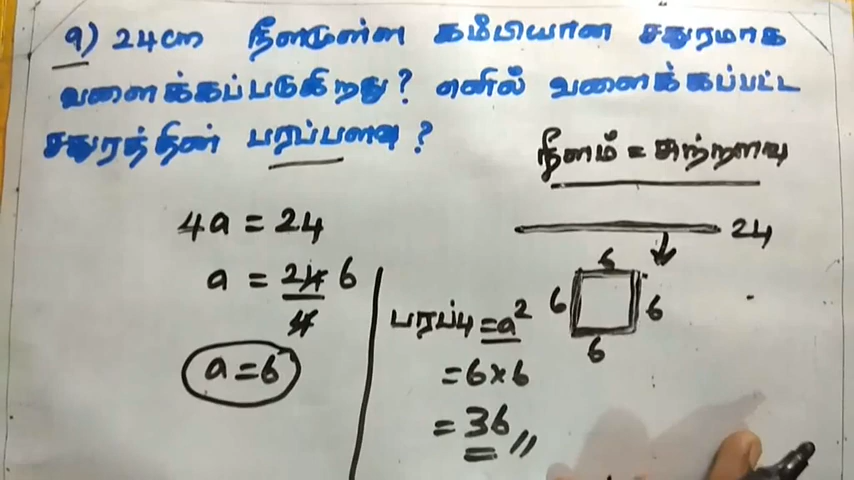 9) 24cm நீளமுள்ள கம்பியான சதுரமாக
வளைக்கப்படுகிறது? எனில் வளைக்கப்பட்ட
சதுரத்தின் பரப்பளவு?
நீளம் = சுற்றளவு
4a = 24
a = 24 6
4
a = 6
24
6
6 6
6
பரப்பு = a²
= 6×6
= 36 //